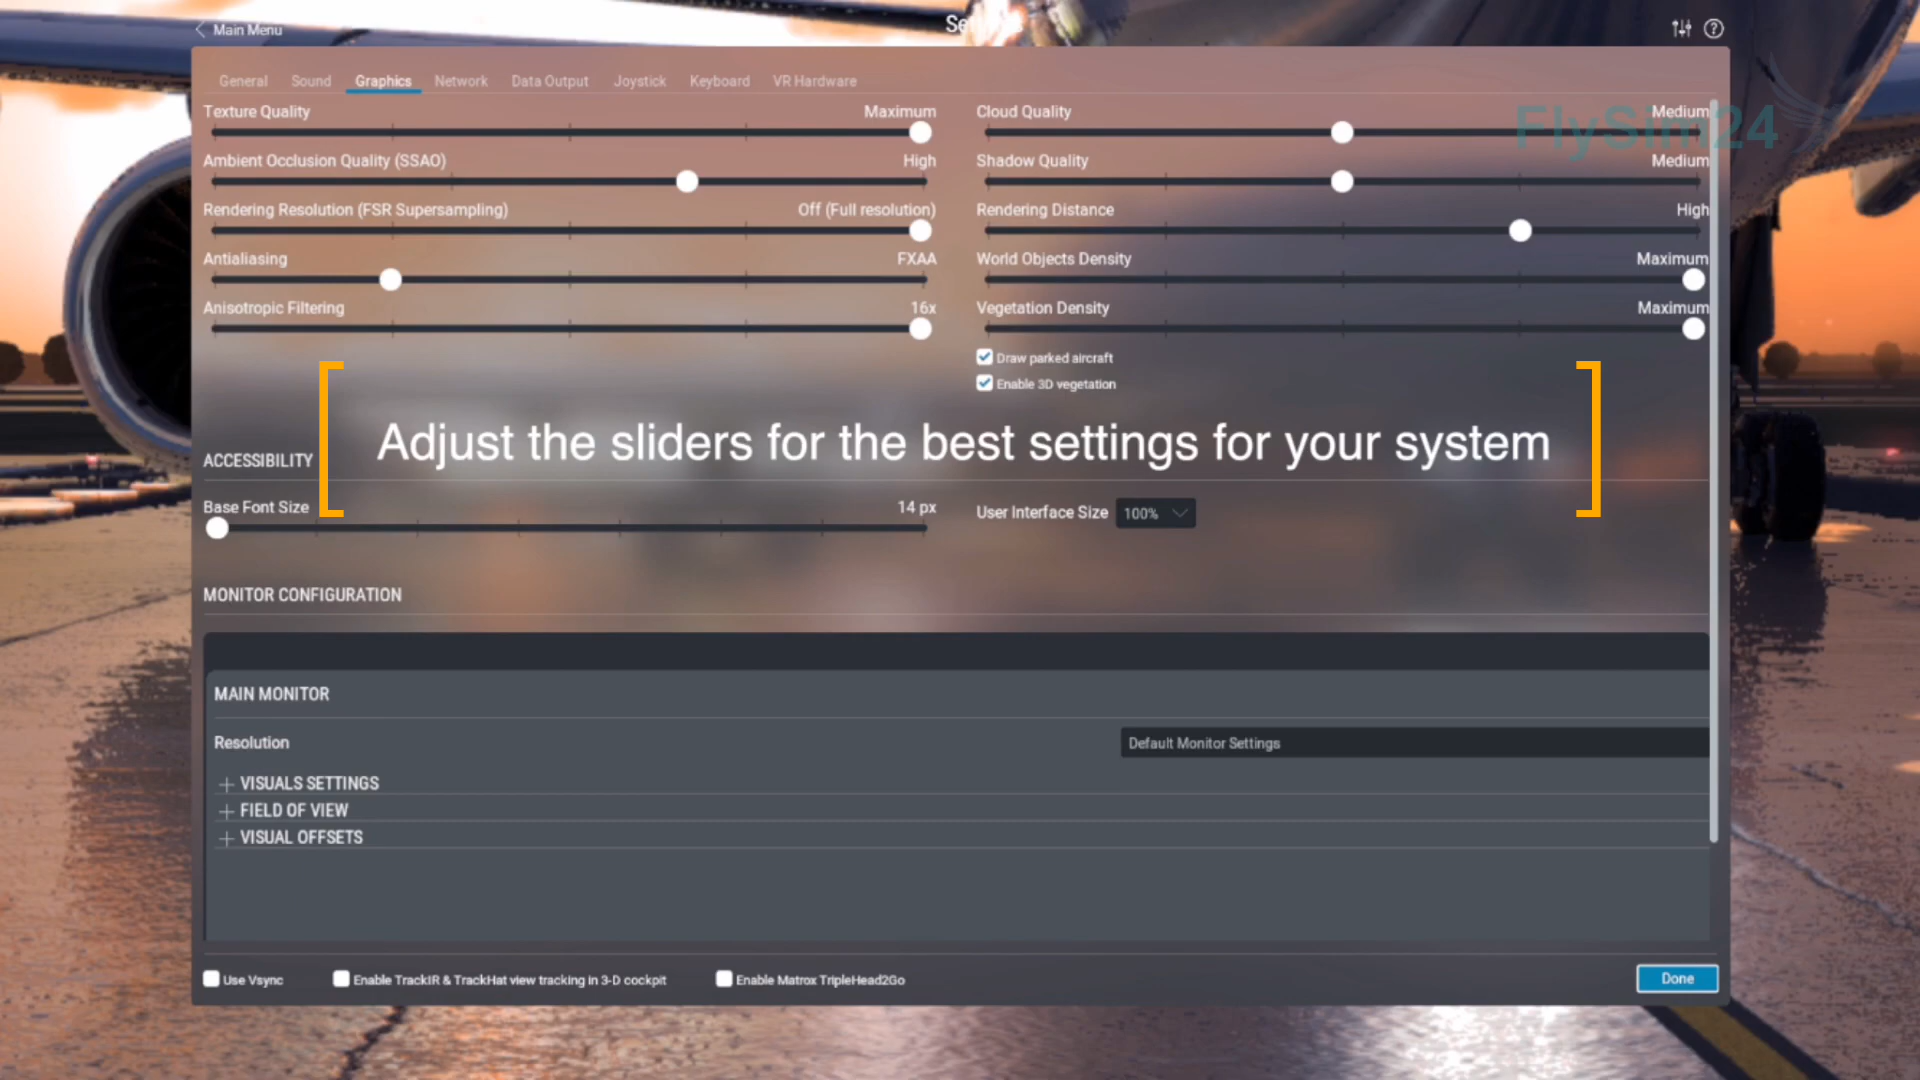 Main Menu
General Sound Graphics Network Data Output Joystick Keyboard VR Hardware
FlySim24
Texture Quality Maximum
Ambient Occlusion Quality (SSAO) High
Rendering Resolution (FSR Supersampling) Off (Full resolution)
Antialiasing FXAA
Anisotropic Filtering 16x
Cloud Quality Medium
Shadow Quality Medium
Rendering Distance High
World Objects Density Maximum
Vegetation Density Maximum
Draw parked aircraft
Enable 3D vegetation
Adjust the sliders for the best settings for your system
ACCESSIBILITY
Base Font Size 14 px
User Interface Size 100%
MONITOR CONFIGURATION
MAIN MONITOR
Resolution Default Monitor Settings
VISUALS SETTINGS
FIELD OF VIEW
VISUAL OFFSETS
Use Vsync Enable TrackIR & TrackHat view tracking in 3-D cockpit Enable Matrox TripleHead2Go Done